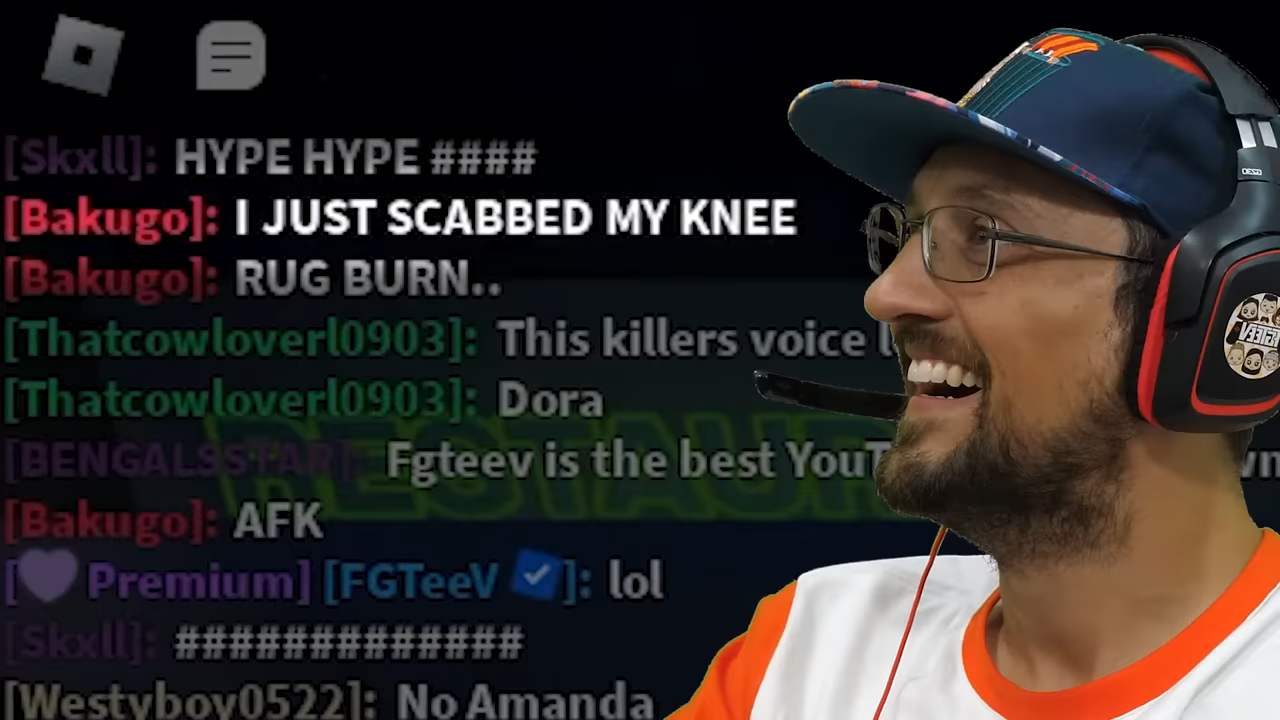 [Skxll]: HYPE HYPE ####
[Bakugo]: I JUST SCABBED MY KNEE
[Bakugo]: RUG BURN..
[Thatcowloverl0903]: This killers voice
[Thatcowloverl0903]: Dora
[BENGALSSTAR]: Fgteev is the best
[Bakugo]: AFK
[💜 Premium] [FGTeeV ☑]: lol
[Skxll]: #############
[Westyboy0522]: No Amanda